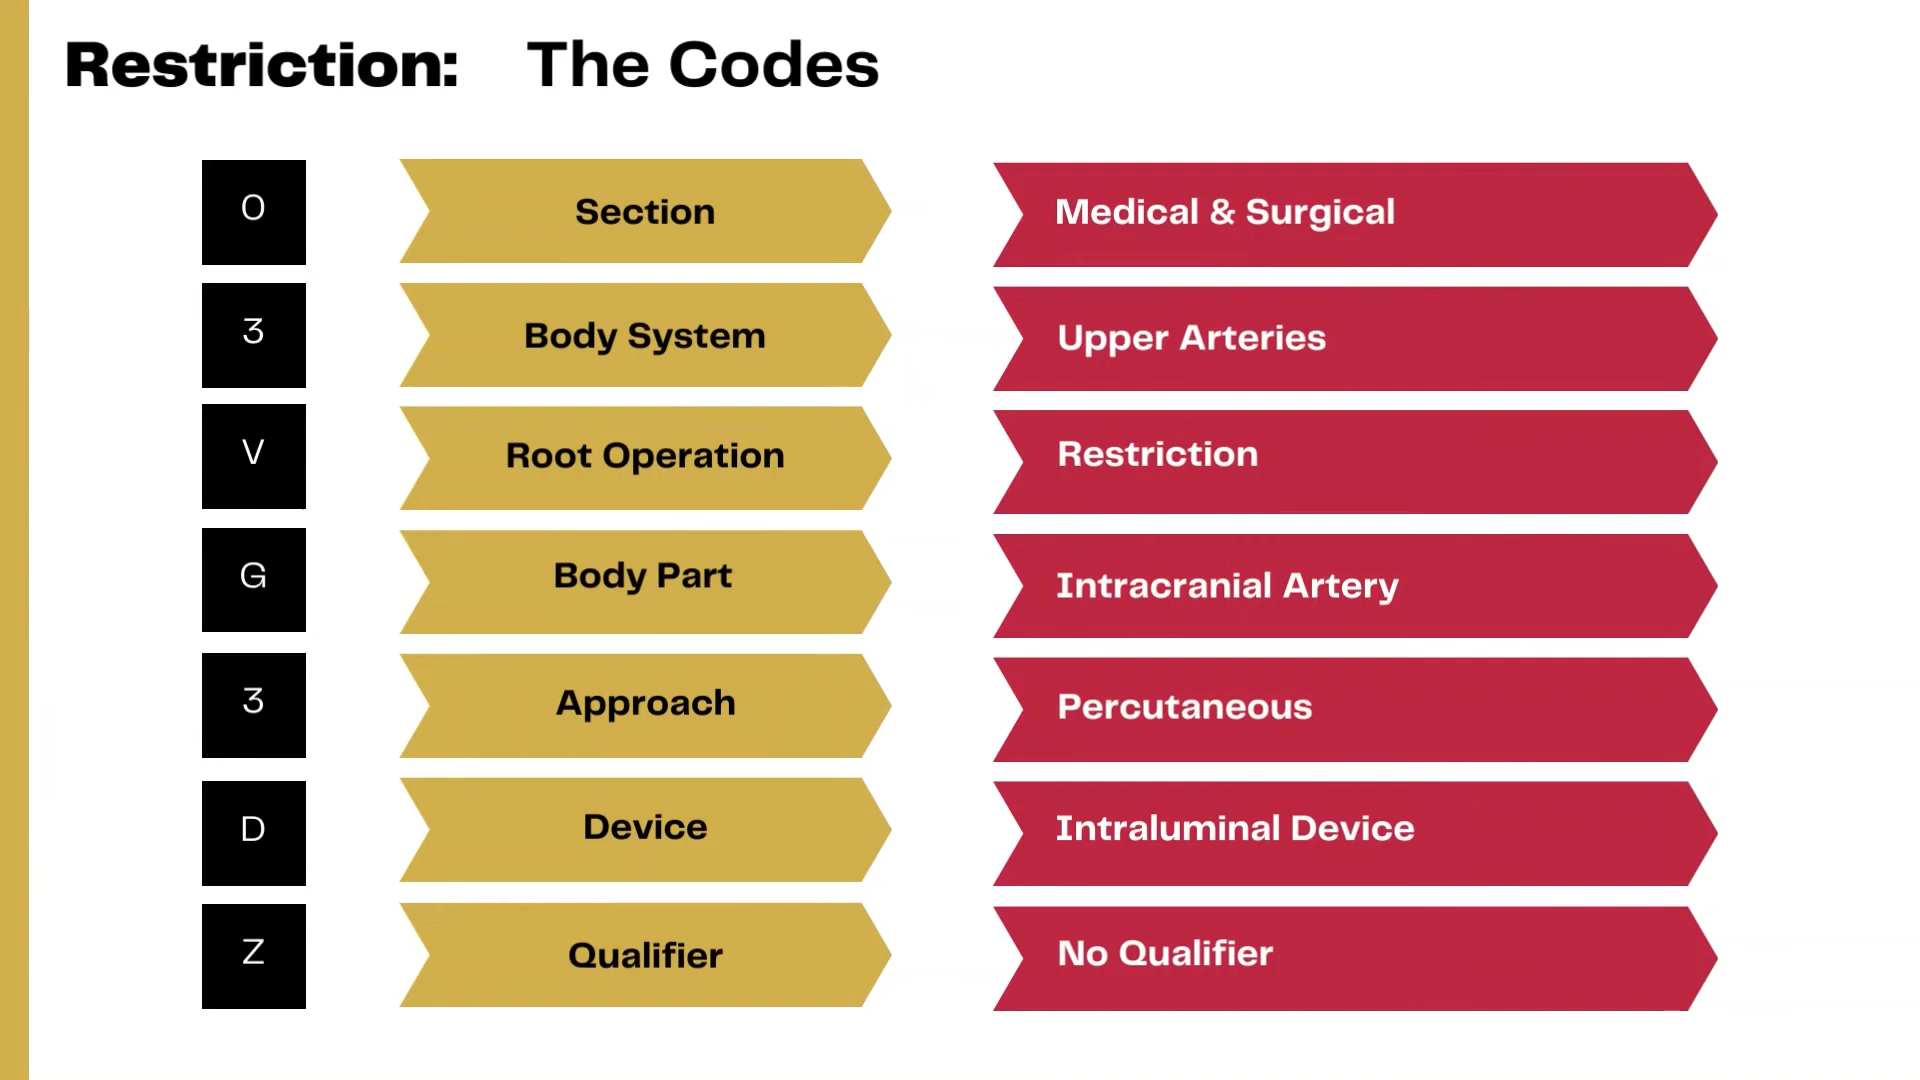 Restriction: The Codes
0 Section Medical & Surgical
3 Body System Upper Arteries
V Root Operation Restriction
G Body Part Intracranial Artery
3 Approach Percutaneous
D Device Intraluminal Device
Z Qualifier No Qualifier